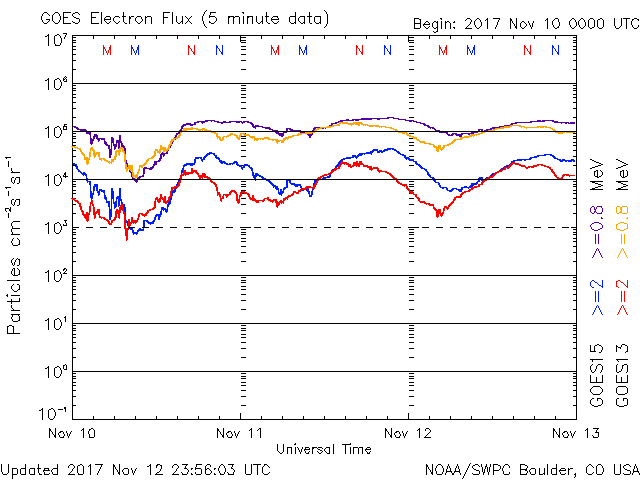 GOES Electron Flux (5 minute data)
Begin: 2017 Nov 10 0000 UTC
M M N N M M N N M M N N
10⁷
10⁶
10⁵
10⁴
10³
10²
10¹
10⁰
10⁻¹
Particles cm⁻²s⁻¹sr⁻¹
Nov 10 Nov 11 Nov 12 Nov 13
Universal Time
GOES15 >=2 >=0.8 MeV
GOES13 >=2 >=0.8 MeV
Updated 2017 Nov 12 23:56:03 UTC
NOAA/SWPC Boulder, CO USA